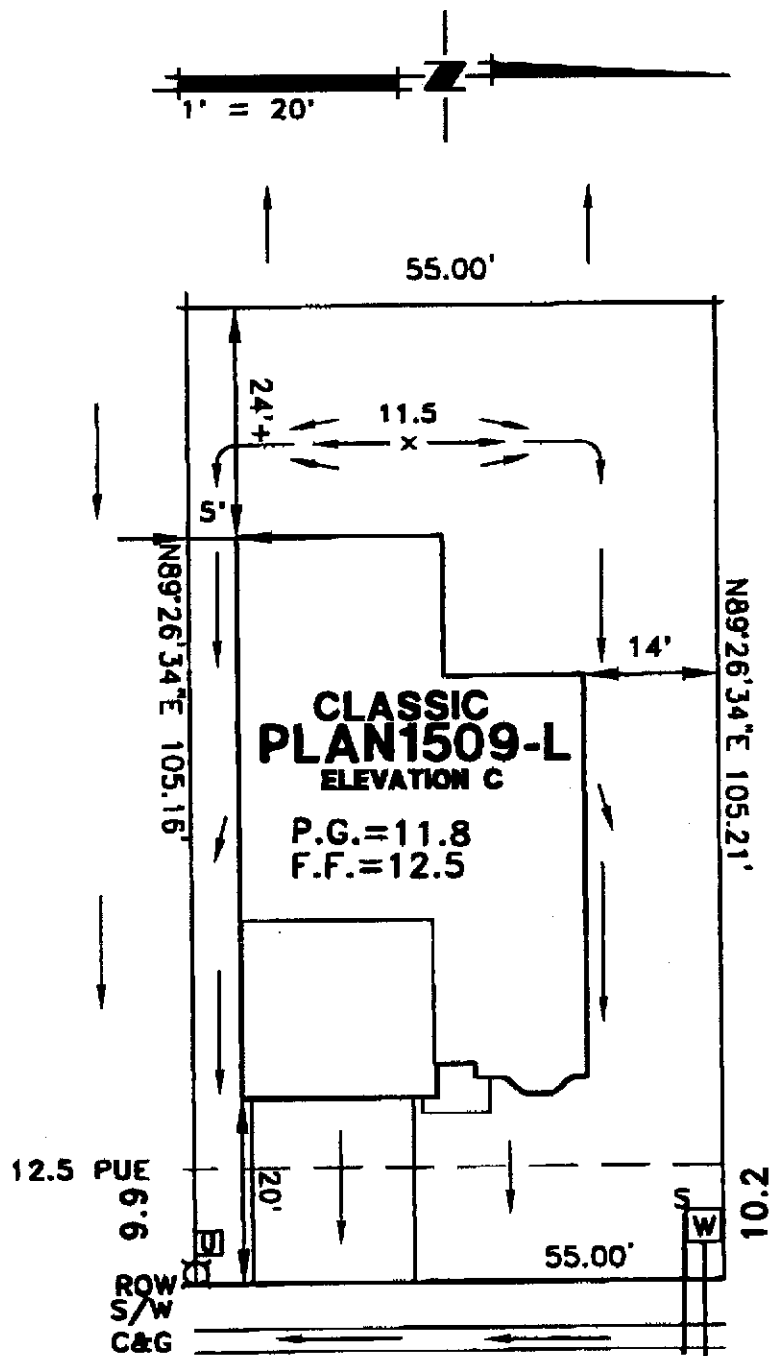 1' = 20'
55.00'
24'+
11.5
x
5'
N89°26'34"E 105.16'
14'
N89°26'34"E 105.21'
CLASSIC
PLAN1509-L
ELEVATION C
P.G.=11.8
F.F.=12.5
12.5 PUE
9.9
20'
10.2
S
W
U
55.00'
ROW
S/W
C&G